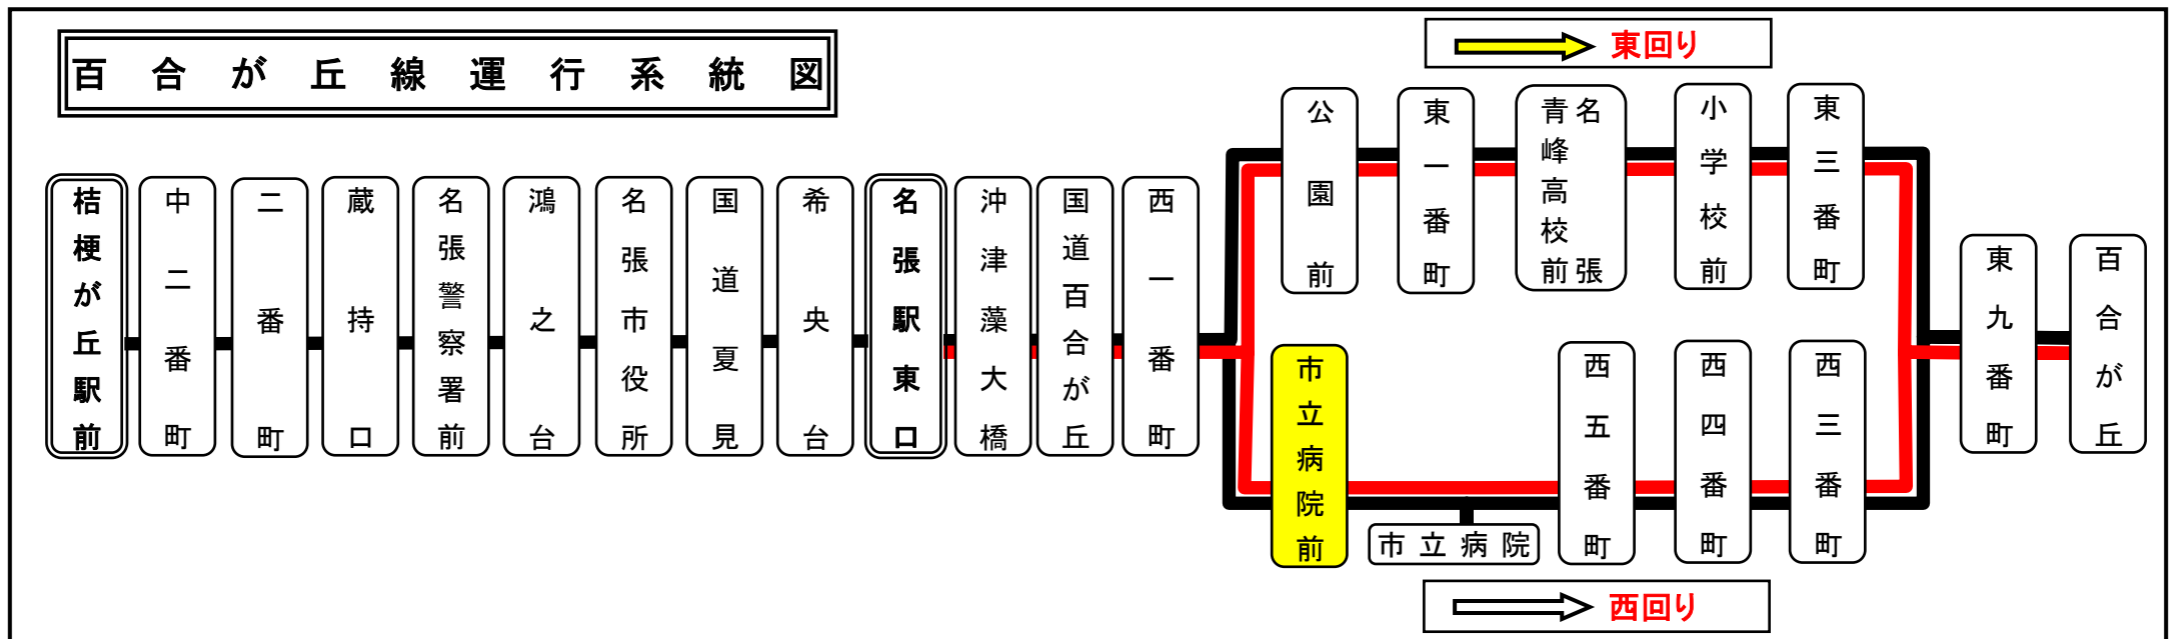 百合が丘線運行系統図
東回り
桔梗が丘駅前
中二番町
二番町
蔵持口
名張警察署前
鴻之台
名張市役所
国道夏見
希央台
名張駅東口
沖津藻大橋
国道百合が丘
西一番町
公園前
東一番町
名張
青峰高校前
小学校前
東三番町
市立病院前
市立病院
西五番町
西四番町
西三番町
東九番町
百合が丘
西回り